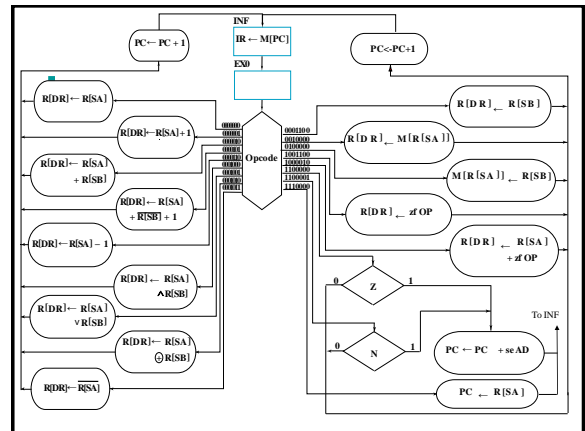 INF
PC← PC + 1
IR ← M[PC]
PC<-PC+1
EX0
R[DR]← R[SA]
R[DR] ← R[SB]
R[DR]← R[SA]+1
0001100
R[DR]← M[R[SA]]
0010000
0100000
Opcode
1001100
1000010
1100000
1100001
1110000
R[DR]← R[SA]
+ R[SB]
M[R[SA]] ← R[SB]
R[DR]← R[SA]
+ R[SB] + 1
R[DR] ← zf OP
R[DR]← R[SA] − 1
R[DR] ← R[SA]
+ zf OP
0
Z
1
R[DR]← R[SA]
∧R[SB]
To INF
R[DR]← R[SA]
∨R[SB]
0
N
1
PC ← PC + se AD
R[DR]← R[SA]
⊕R[SB]
R[DR]← R[SA]
PC ← R[SA]